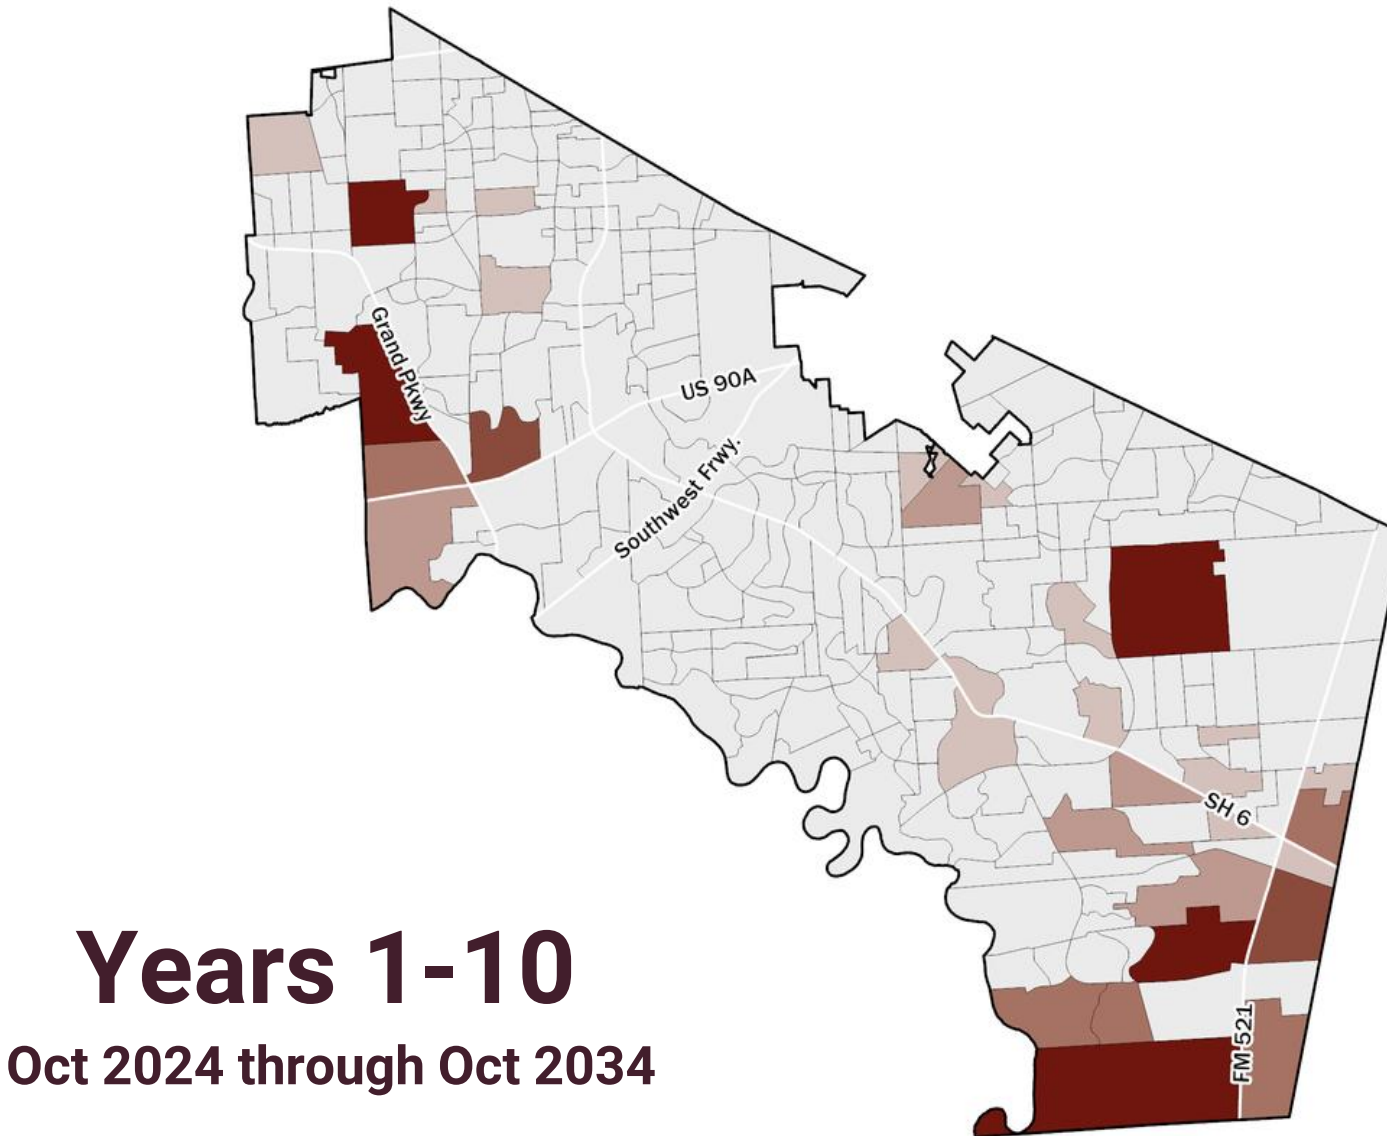 Grand Pkwy
US 90A
Southwest Frwy.
SH 6
FM 521
Years 1-10
Oct 2024 through Oct 2034